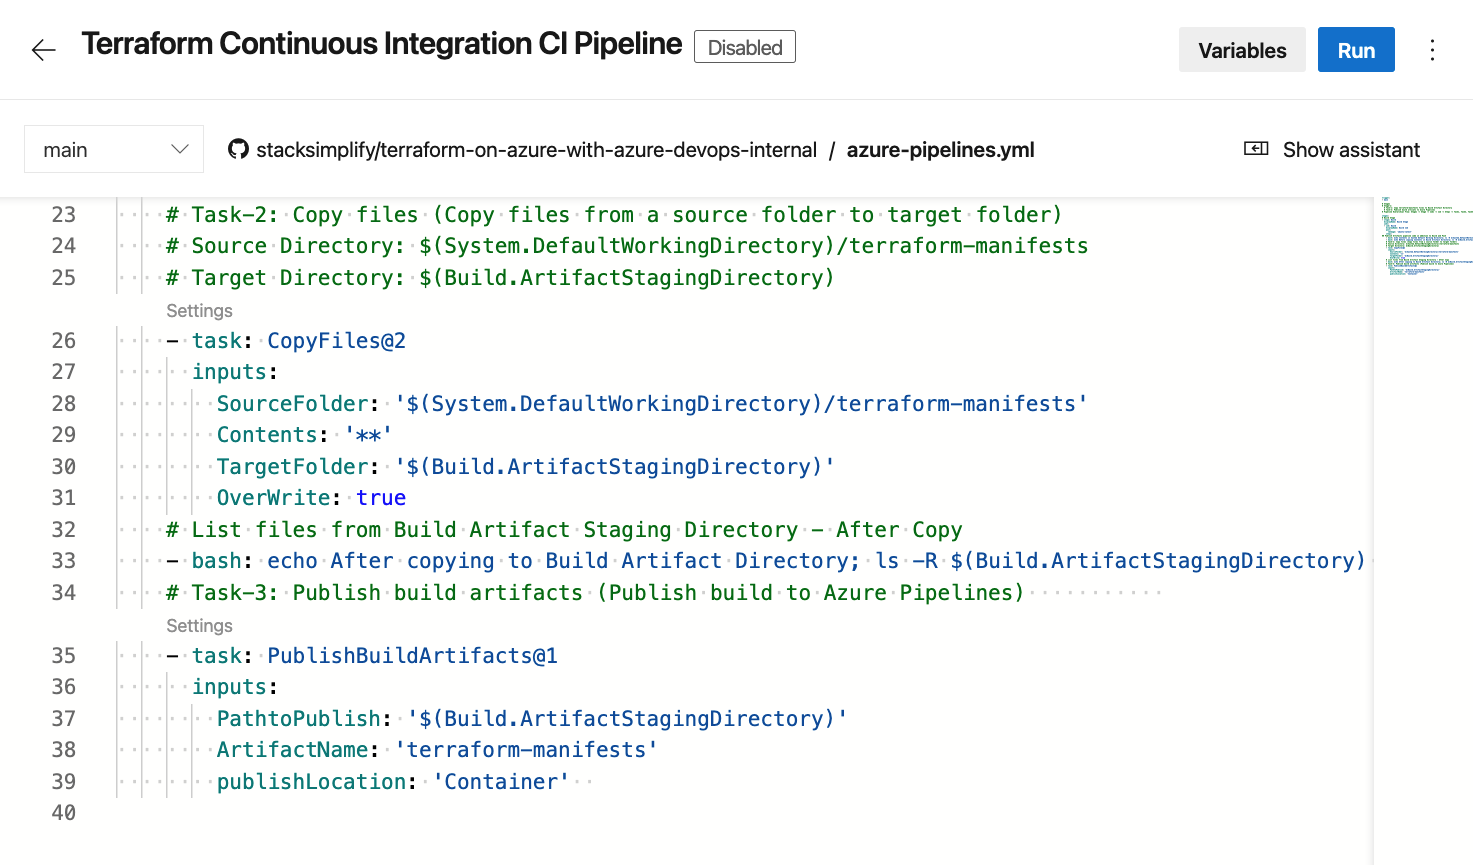 Terraform Continuous Integration CI Pipeline Disabled Variables Run
main stacksimplify/terraform-on-azure-with-azure-devops-internal / azure-pipelines.yml Show assistant
23 # Task-2: Copy files (Copy files from a source folder to target folder)
24 # Source Directory: $(System.DefaultWorkingDirectory)/terraform-manifests
25 # Target Directory: $(Build.ArtifactStagingDirectory)
Settings
26 - task: CopyFiles@2
27 inputs:
28 SourceFolder: '$(System.DefaultWorkingDirectory)/terraform-manifests'
29 Contents: '**'
30 TargetFolder: '$(Build.ArtifactStagingDirectory)'
31 OverWrite: true
32 # List files from Build Artifact Staging Directory - After Copy
33 - bash: echo After copying to Build Artifact Directory; ls -R $(Build.ArtifactStagingDirectory)
34 # Task-3: Publish build artifacts (Publish build to Azure Pipelines)
Settings
35 - task: PublishBuildArtifacts@1
36 inputs:
37 PathtoPublish: '$(Build.ArtifactStagingDirectory)'
38 ArtifactName: 'terraform-manifests'
39 publishLocation: 'Container'
40